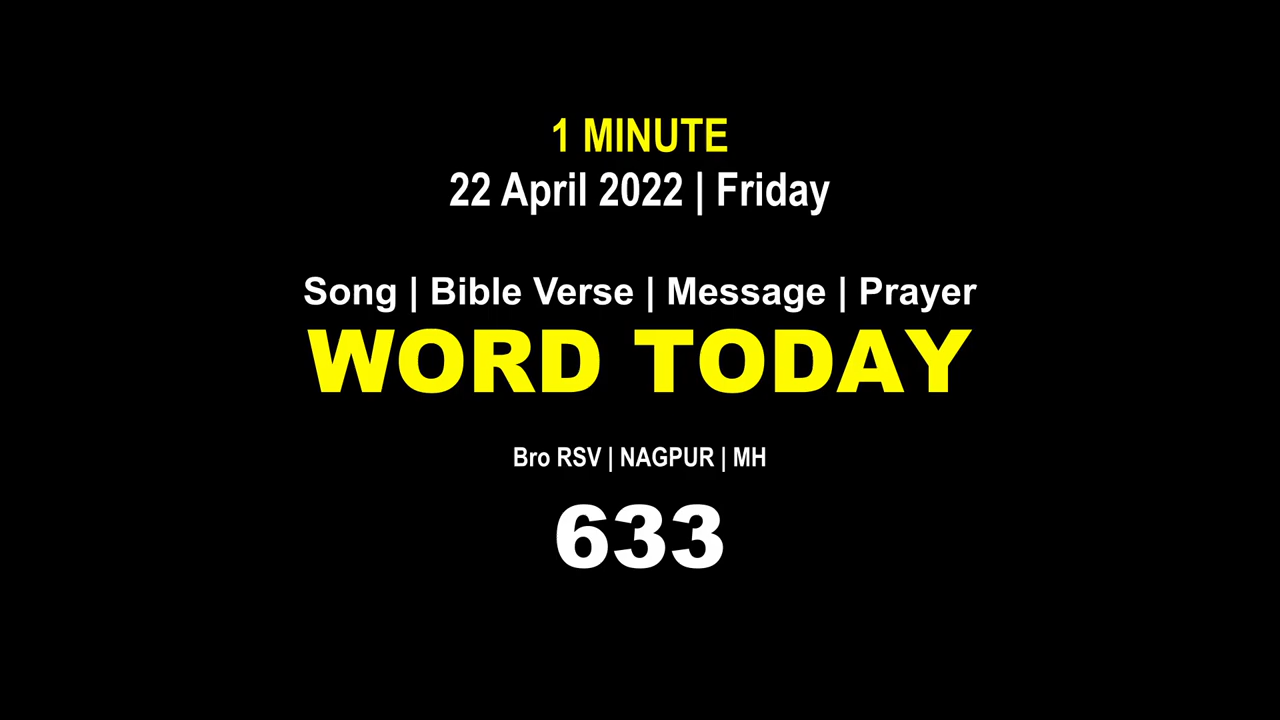 1 MINUTE
22 April 2022 | Friday
Song | Bible Verse | Message | Prayer
WORD TODAY
Bro RSV | NAGPUR | MH
633